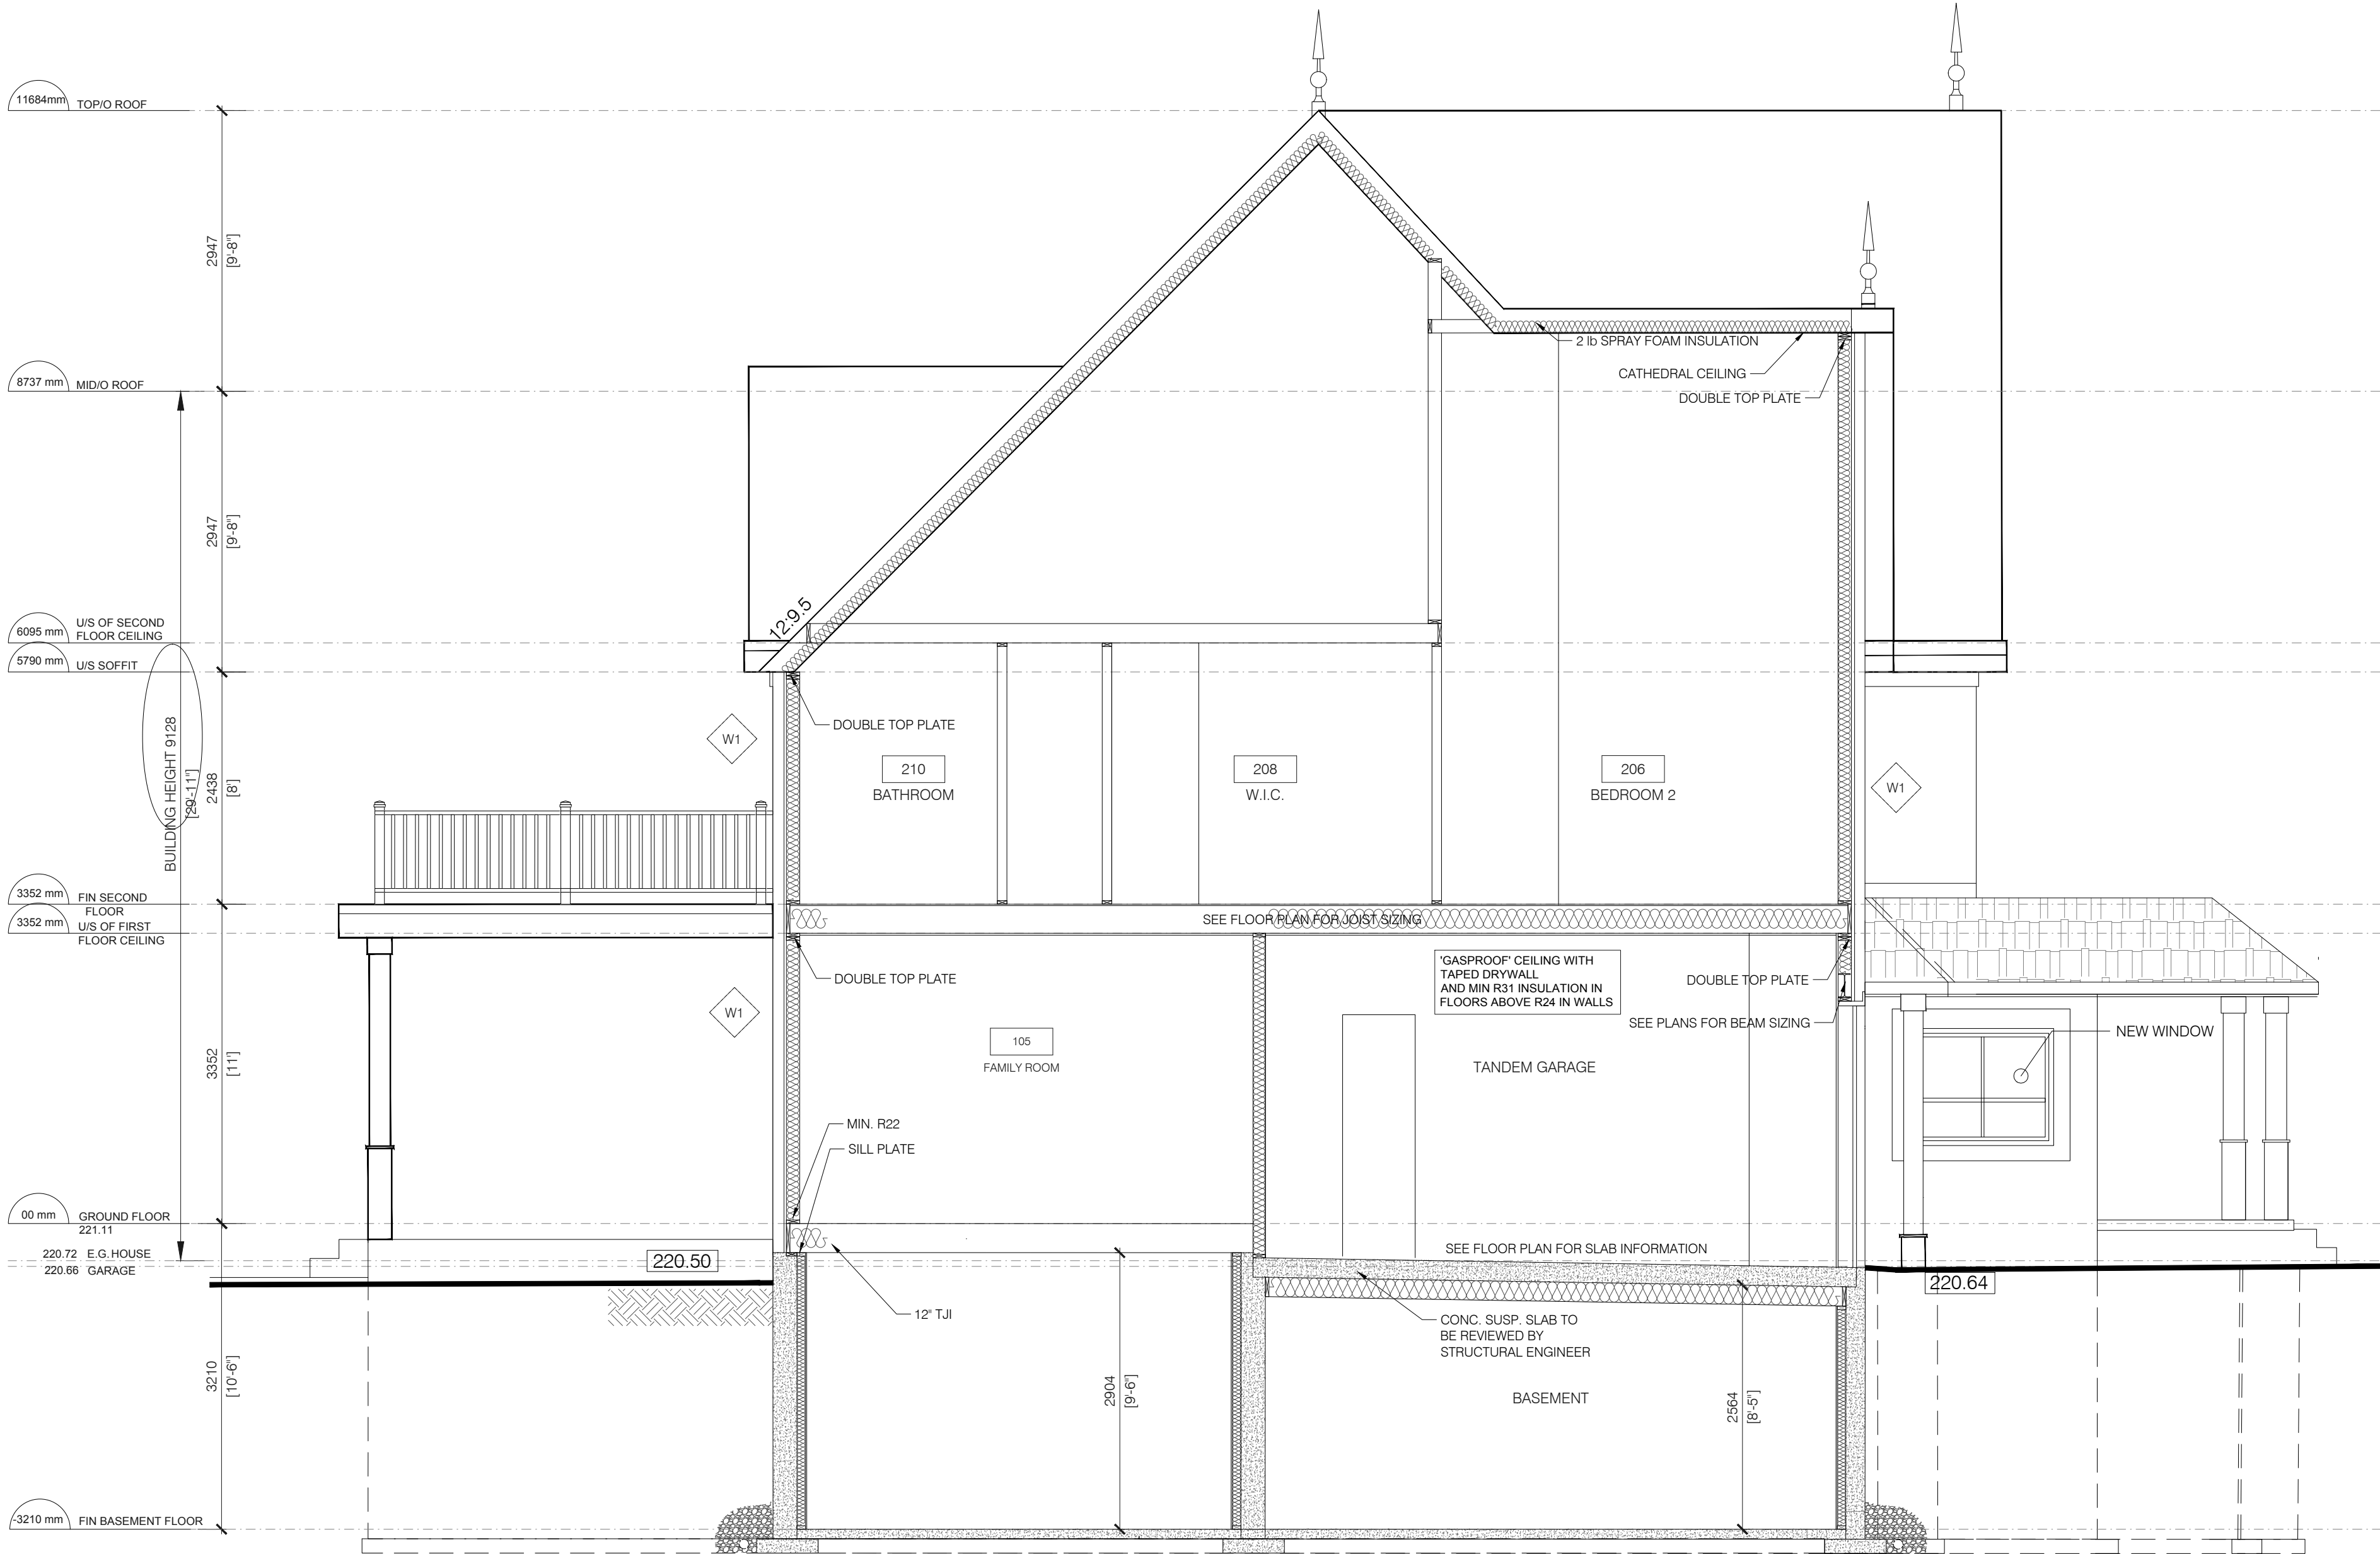 11684mm TOP/O ROOF
2947
[9'-8"]
2 lb SPRAY FOAM INSULATION
CATHEDRAL CEILING
8737 mm MID/O ROOF
DOUBLE TOP PLATE
2947
[9'-8"]
12:9.5
6095 mm U/S OF SECOND
FLOOR CEILING
5790 mm U/S SOFFIT
DOUBLE TOP PLATE
W1
210
BATHROOM
208
W.I.C.
206
BEDROOM 2
W1
BUILDING HEIGHT 9128
[29'-11"]
2438
[8']
3352 mm FIN SECOND
FLOOR
3352 mm U/S OF FIRST
FLOOR CEILING
SEE FLOOR PLAN FOR JOIST SIZING
DOUBLE TOP PLATE
'GASPROOF' CEILING WITH
TAPED DRYWALL
AND MIN R31 INSULATION IN
FLOORS ABOVE R24 IN WALLS
DOUBLE TOP PLATE
W1
SEE PLANS FOR BEAM SIZING
NEW WINDOW
105
FAMILY ROOM
TANDEM GARAGE
3352
[11']
MIN. R22
SILL PLATE
00 mm GROUND FLOOR
221.11
220.72 E.G. HOUSE
220.66 GARAGE
220.50
SEE FLOOR PLAN FOR SLAB INFORMATION
220.64
12" TJI
CONC. SUSP. SLAB TO
BE REVIEWED BY
STRUCTURAL ENGINEER
3210
[10'-6"]
2904
[9'-6"]
BASEMENT
2564
[8'-5"]
-3210 mm FIN BASEMENT FLOOR